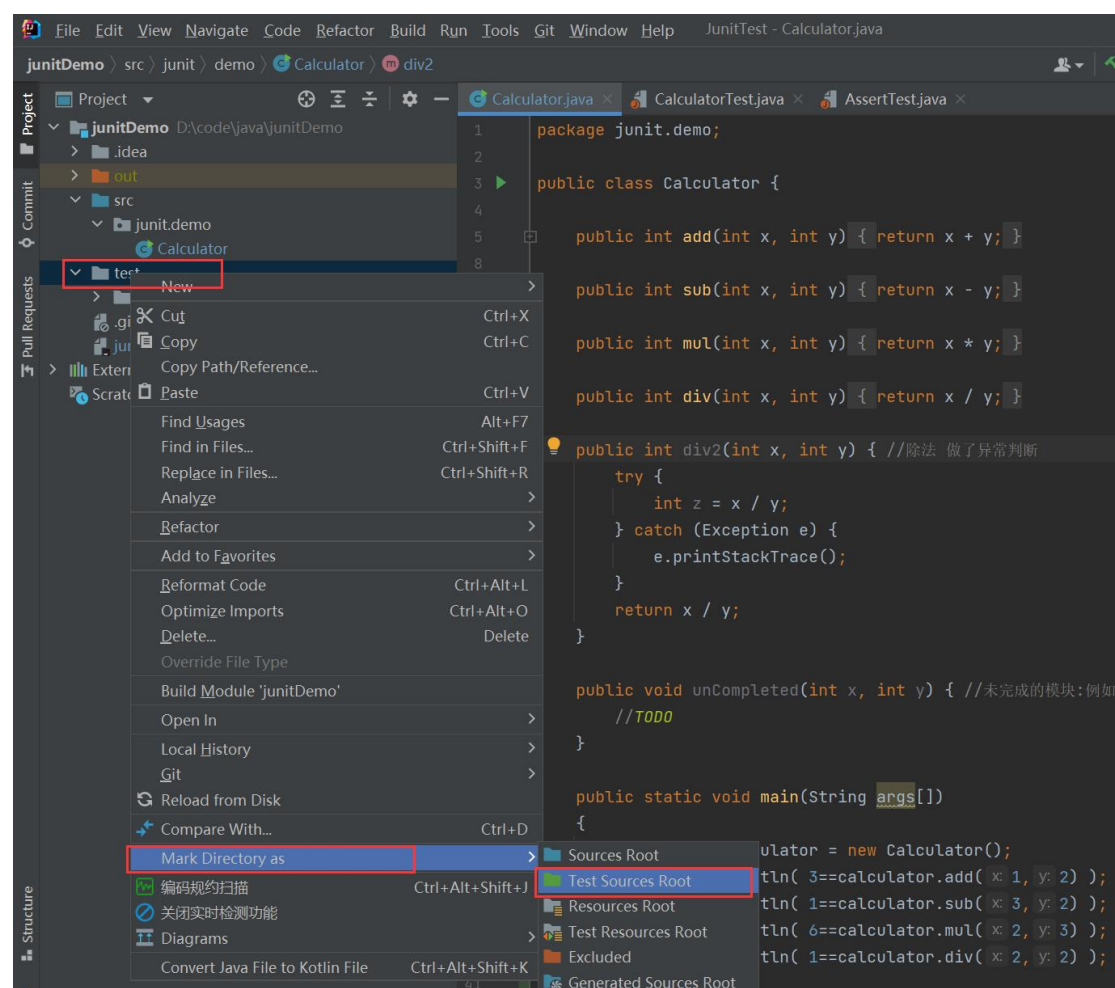 File Edit View Navigate Code Refactor Build Run Tools Git Window Help JunitTest - Calculator.java
junitDemo src junit demo Calculator div2
Project
Calculator.java CalculatorTest.java AssertTest.java
Project
Commit
Pull Requests
Structure
junitDemo D:\code\java\junitDemo
.idea
out
src
junit.demo
Calculator
test
.gi
jun
Extern
Scratc
New
Cut Ctrl+X
Copy Ctrl+C
Copy Path/Reference...
Paste Ctrl+V
Find Usages Alt+F7
Find in Files... Ctrl+Shift+F
Replace in Files... Ctrl+Shift+R
Analyze
Refactor
Add to Favorites
Reformat Code Ctrl+Alt+L
Optimize Imports Ctrl+Alt+O
Delete... Delete
Override File Type
Build Module 'junitDemo'
Open In
Local History
Git
Reload from Disk
Compare With... Ctrl+D
Mark Directory as
编码规约扫描 Ctrl+Alt+Shift+J
关闭实时检测功能
Diagrams
Convert Java File to Kotlin File Ctrl+Alt+Shift+K
Sources Root
Test Sources Root
Resources Root
Test Resources Root
Excluded
Generated Sources Root
1 package junit.demo;
2
3 public class Calculator {
4
5 public int add(int x, int y) { return x + y; }
8
public int sub(int x, int y) { return x - y; }
public int mul(int x, int y) { return x * y; }
public int div(int x, int y) { return x / y; }
public int div2(int x, int y) { //除法 做了异常判断
try {
int z = x / y;
} catch (Exception e) {
e.printStackTrace();
}
return x / y;
}
public void unCompleted(int x, int y) { //未完成的模块:例如
//TODO
}
public static void main(String args[])
{
ulator = new Calculator();
tln( 3==calculator.add( x: 1, y: 2) );
tln( 1==calculator.sub( x: 3, y: 2) );
tln( 6==calculator.mul( x: 2, y: 3) );
tln( 1==calculator.div( x: 2, y: 2) );
41